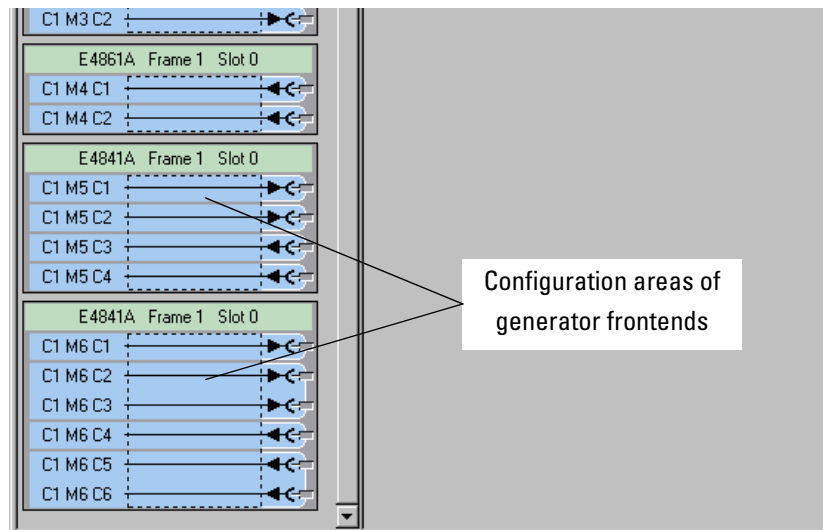 C1 M3 C2
E4861A Frame 1 Slot 0
C1 M4 C1
C1 M4 C2
E4841A Frame 1 Slot 0
C1 M5 C1
C1 M5 C2
C1 M5 C3
C1 M5 C4
E4841A Frame 1 Slot 0
C1 M6 C1
C1 M6 C2
C1 M6 C3
C1 M6 C4
C1 M6 C5
C1 M6 C6
Configuration areas of
generator frontends